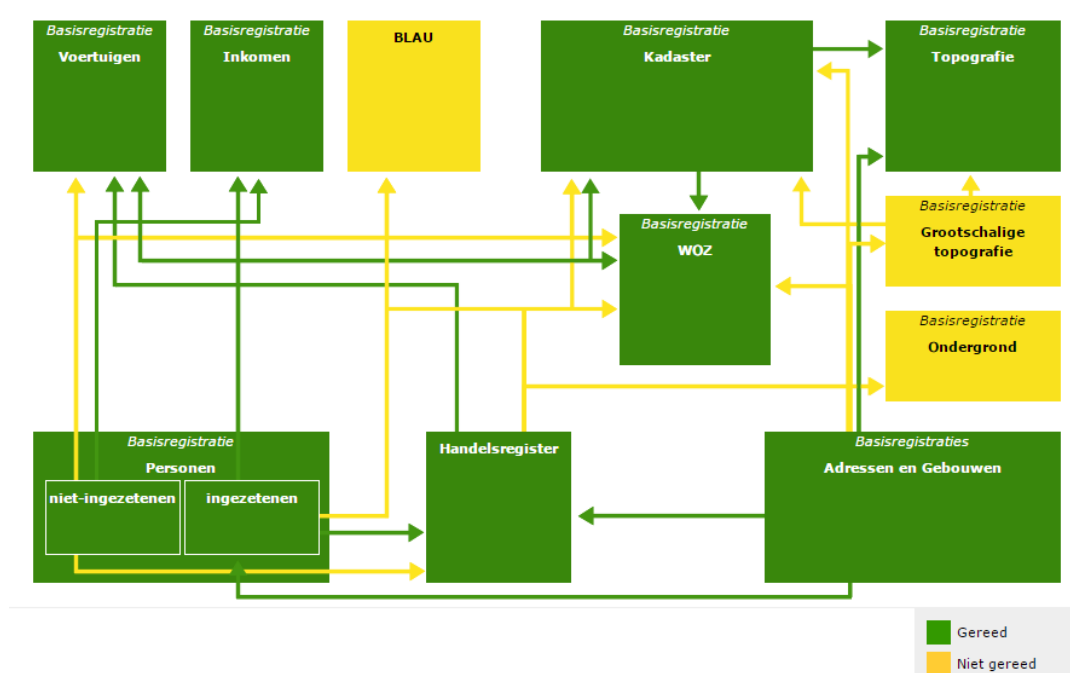 Basisregistratie
Voertuigen
Basisregistratie
Inkomen
BLAU
Basisregistratie
Kadaster
Basisregistratie
Topografie
Basisregistratie
WOZ
Basisregistratie
Grootschalige
topografie
Basisregistratie
Ondergrond
Basisregistratie
Personen
niet-ingezetenen
ingezetenen
Handelsregister
Basisregistraties
Adressen en Gebouwen
Gereed
Niet gereed